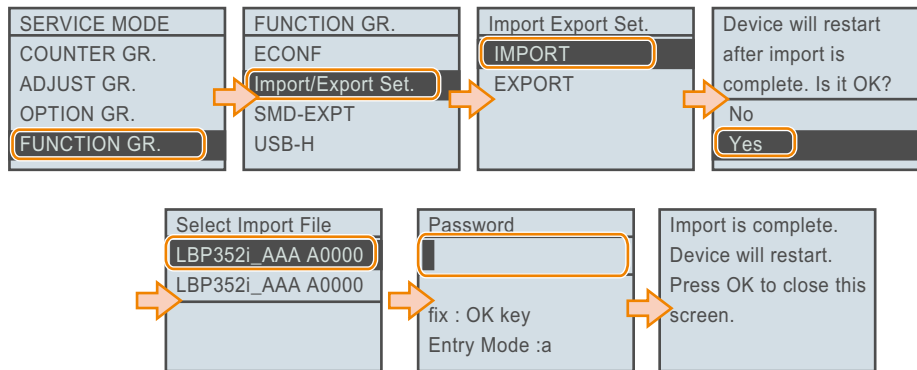 SERVICE MODE
COUNTER GR.
ADJUST GR.
OPTION GR.
FUNCTION GR.
FUNCTION GR.
ECONF
Import/Export Set.
SMD-EXPT
USB-H
Import Export Set.
IMPORT
EXPORT
Device will restart
after import is
complete. Is it OK?
No
Yes
Select Import File
LBP352i_AAA A0000
LBP352i_AAA A0000
Password
fix : OK key
Entry Mode :a
Import is complete.
Device will restart.
Press OK to close this
screen.